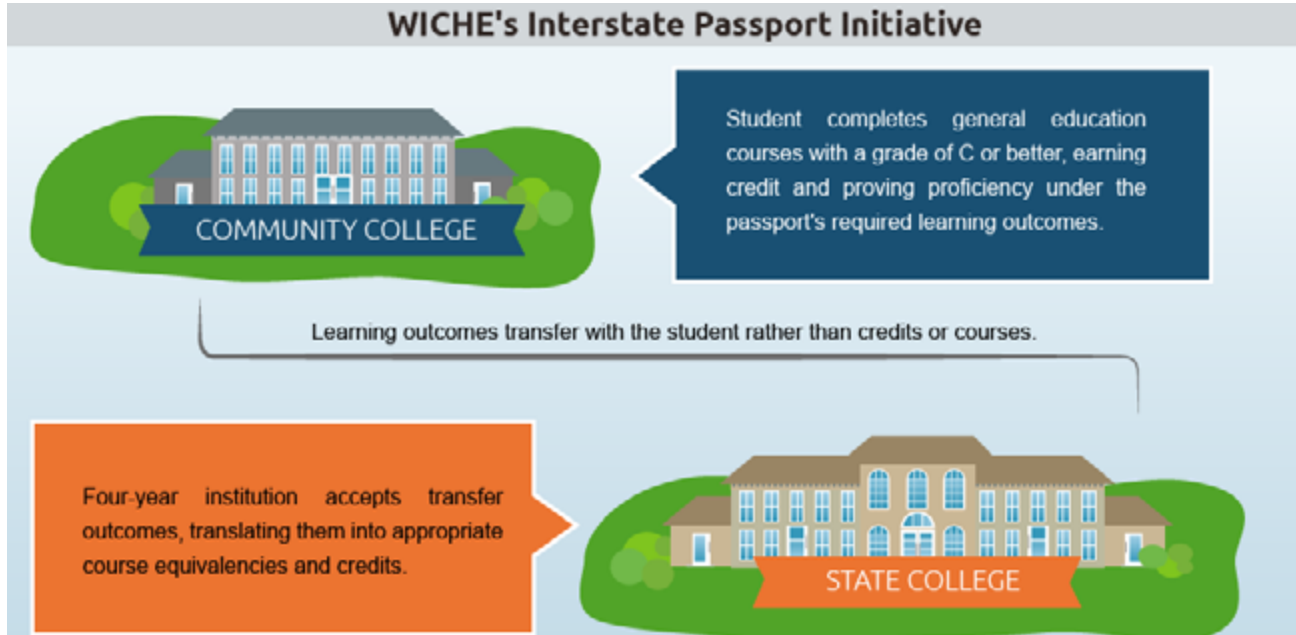 WICHE's Interstate Passport Initiative
Student completes general education
courses with a grade of C or better, earning
credit and proving proficiency under the
passport's required learning outcomes.
COMMUNITY COLLEGE
Learning outcomes transfer with the student rather than credits or courses.
Four-year institution accepts transfer
outcomes, translating them into appropriate
course equivalencies and credits.
STATE COLLEGE